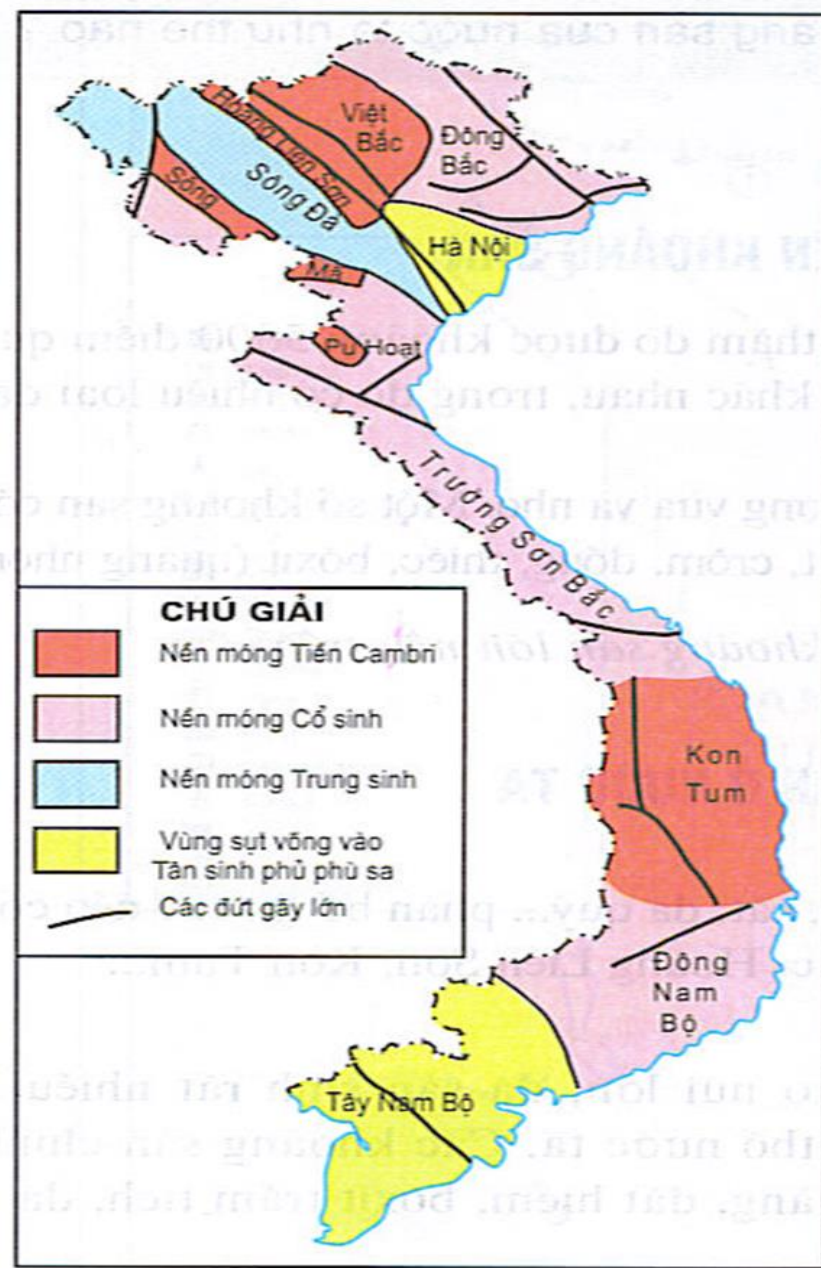 Việt
Bắc
Đông
Bắc
Hoàng Liên Sơn
Sông Đà
Sông
Hà Nội
Mã
Pu Hoạt
Trường Sơn Bắc
CHÚ GIẢI
Nền móng Tiền Cambri
Nền móng Cổ sinh
Nền móng Trung sinh
Vùng sụt võng vào
Tân sinh phủ phù sa
Các đứt gãy lớn
Kon
Tum
Đông
Nam
Bộ
Tây Nam Bộ